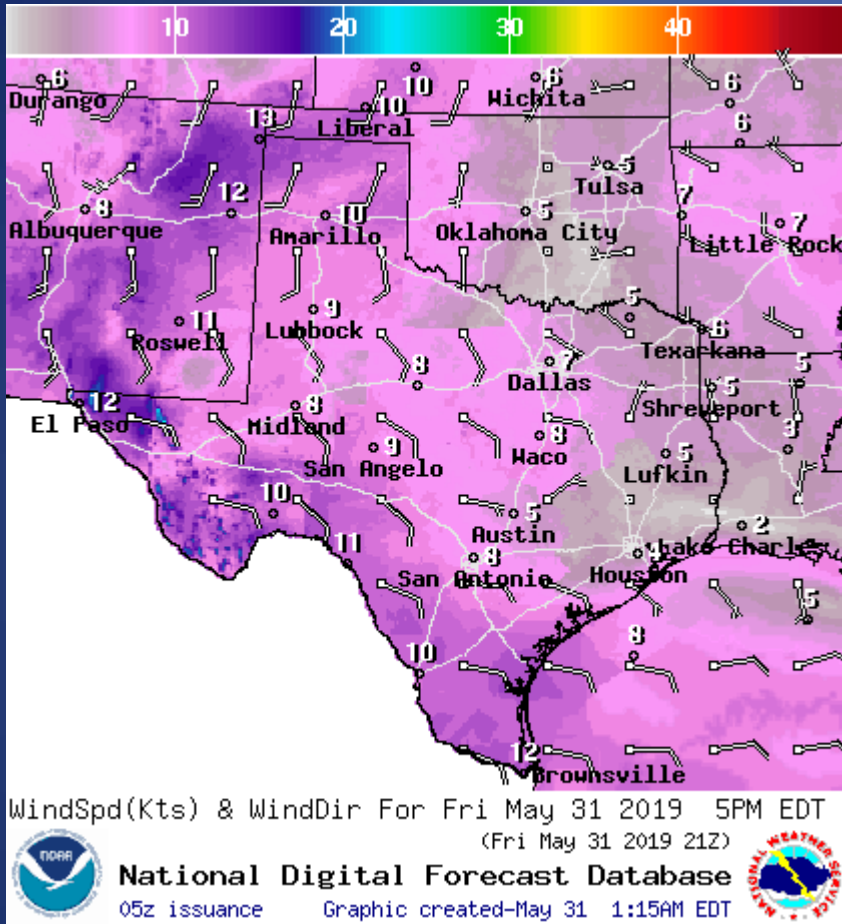 10 20 30 40
6 10 6 6
Durango Wichita
13 10
Liberal 6
5
Tulsa
8 12 10 5 7 7
Albuquerque Amarillo Oklahoma City Little Rock
11 9 5
Roswell Lubbock 6
Texarkana
8 7 5
Dallas 5
12 8 Shreveport
El Paso Midland 8 3
9 Waco 5
San Angelo Lufkin
10 5 2
Austin Lake Charles
11 8 4
San Antonio Houston
5
8
10
12
Brownsville
WindSpd(Kts) & WindDir For Fri May 31 2019 5PM EDT
(Fri May 31 2019 21Z)
NOAA
National Digital Forecast Database
05z issuance Graphic created-May 31 1:15AM EDT
NATIONAL WEATHER SERVICE